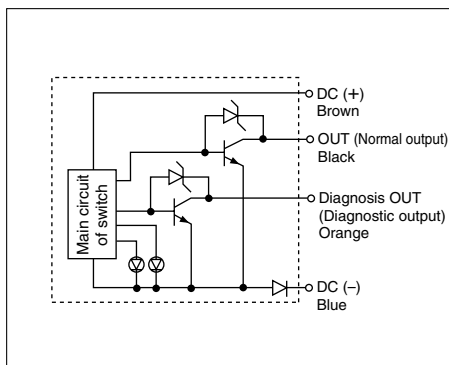 DC (+)
Brown
OUT (Normal output)
Black
Main circuit
of switch
Diagnosis OUT
(Diagnostic output)
Orange
DC (–)
Blue